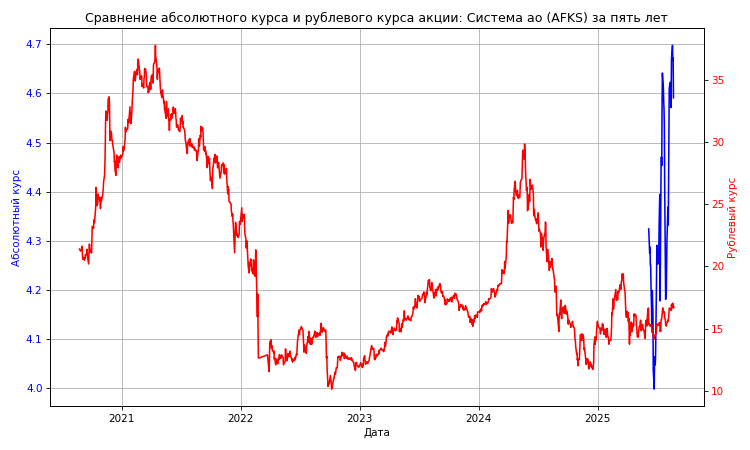 Сравнение абсолютного курса и рублевого курса акции: Система ао (AFKS) за пять лет
4.7
4.6
4.5
4.4
4.3
4.2
4.1
4.0
Абсолютный курс
35
30
25
20
15
10
Рублевый курс
2021 2022 2023 2024 2025
Дата